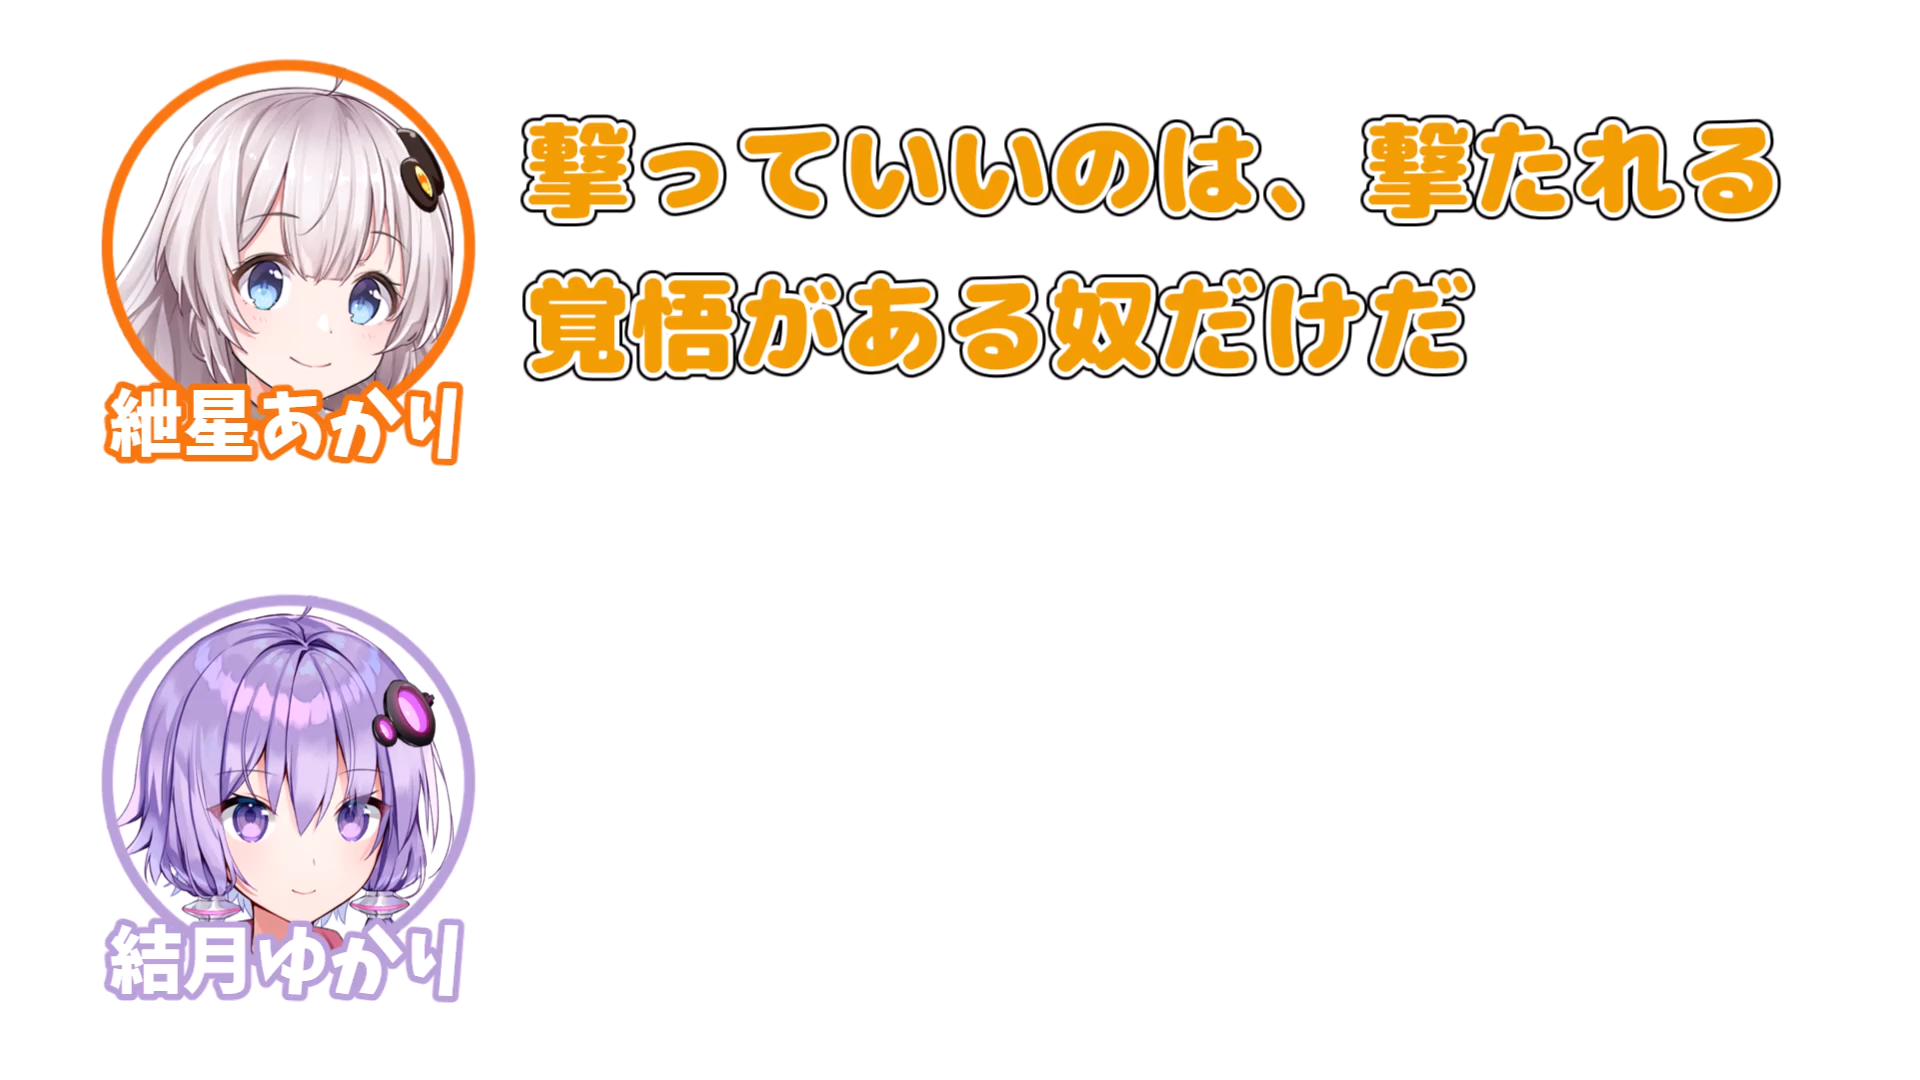 撃っていいのは、撃たれる
覚悟がある奴だけだ
紲星あかり
結月ゆかり